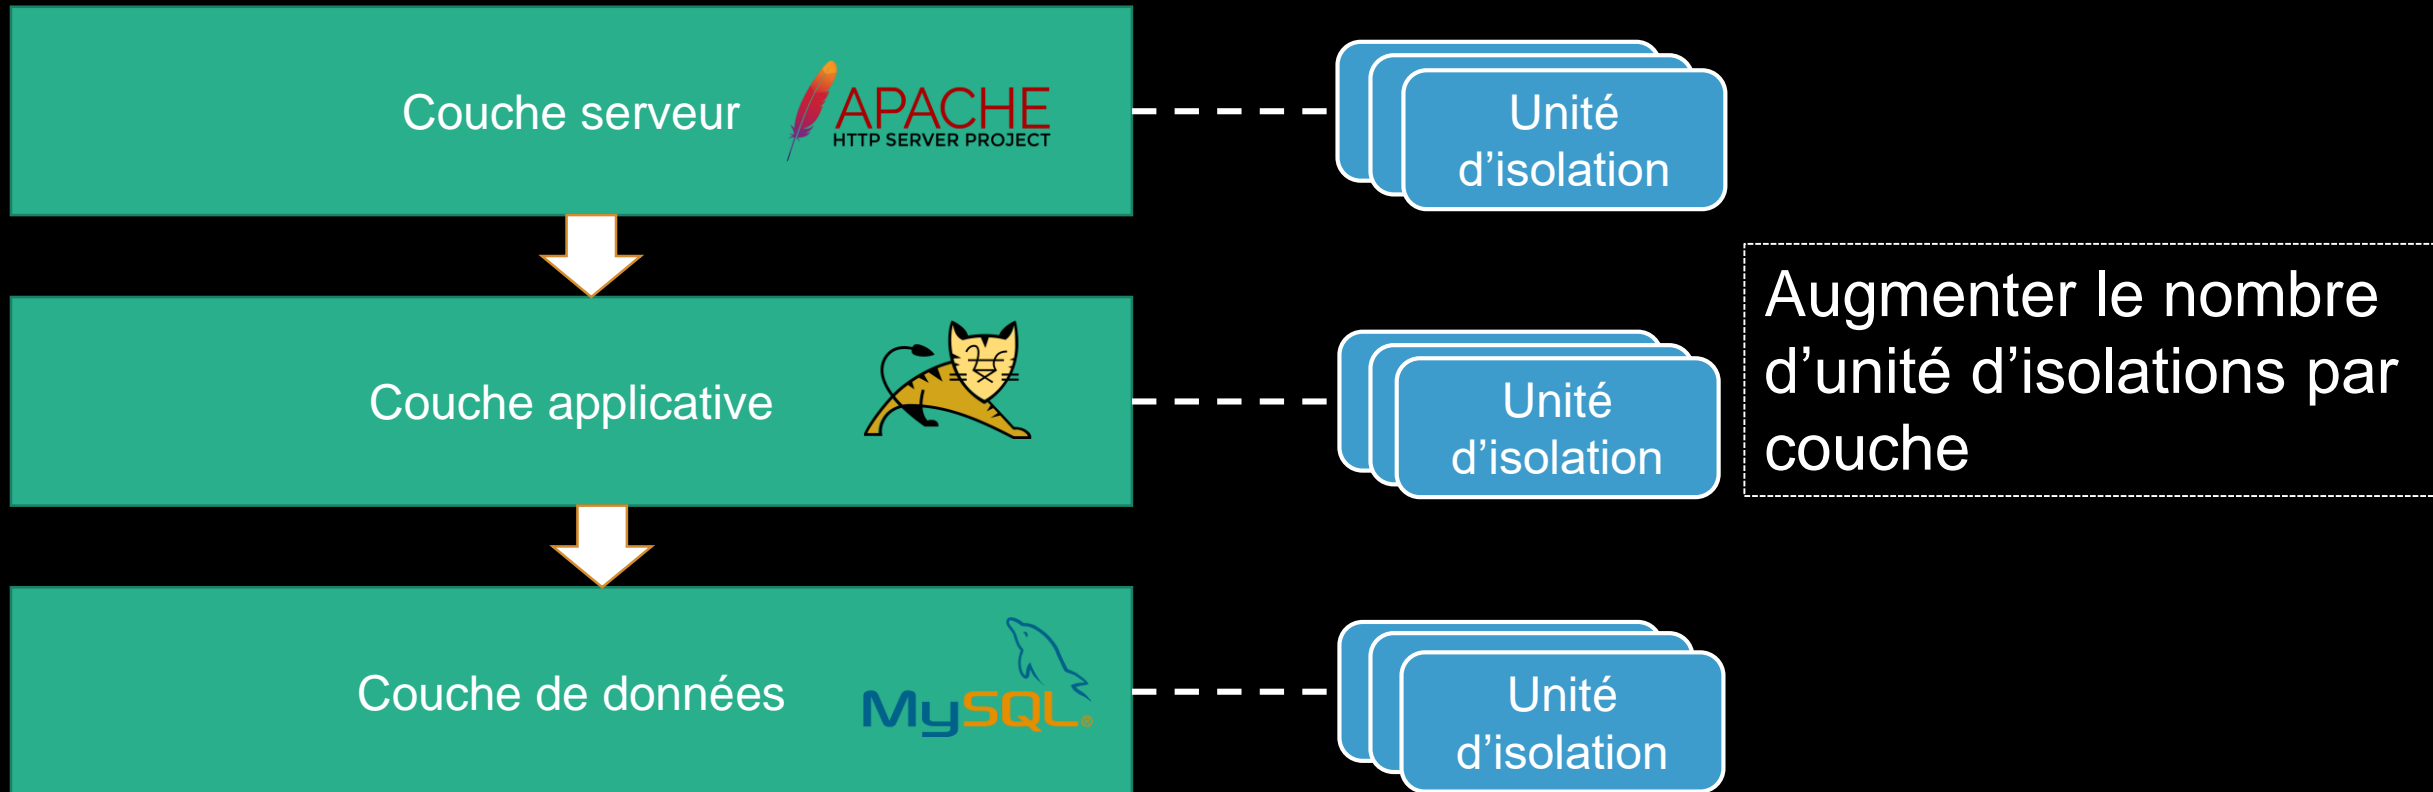 Couche serveur
APACHE
HTTP SERVER PROJECT
Unité
d’isolation
Couche applicative
Unité
d’isolation
Augmenter le nombre
d’unité d’isolations par
couche
Couche de données
MySQL®
Unité
d’isolation